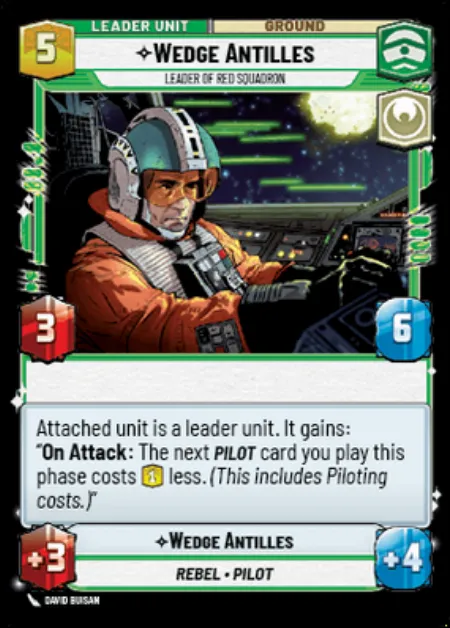 LEADER UNIT
GROUND
5
WEDGE ANTILLES
LEADER OF RED SQUADRON
3
6
Attached unit is a leader unit. It gains:
“On Attack: The next PILOT card you play this
phase costs 1 less. (This includes Piloting
costs.)”
+3
WEDGE ANTILLES
+4
REBEL • PILOT
DAVID BUISAN